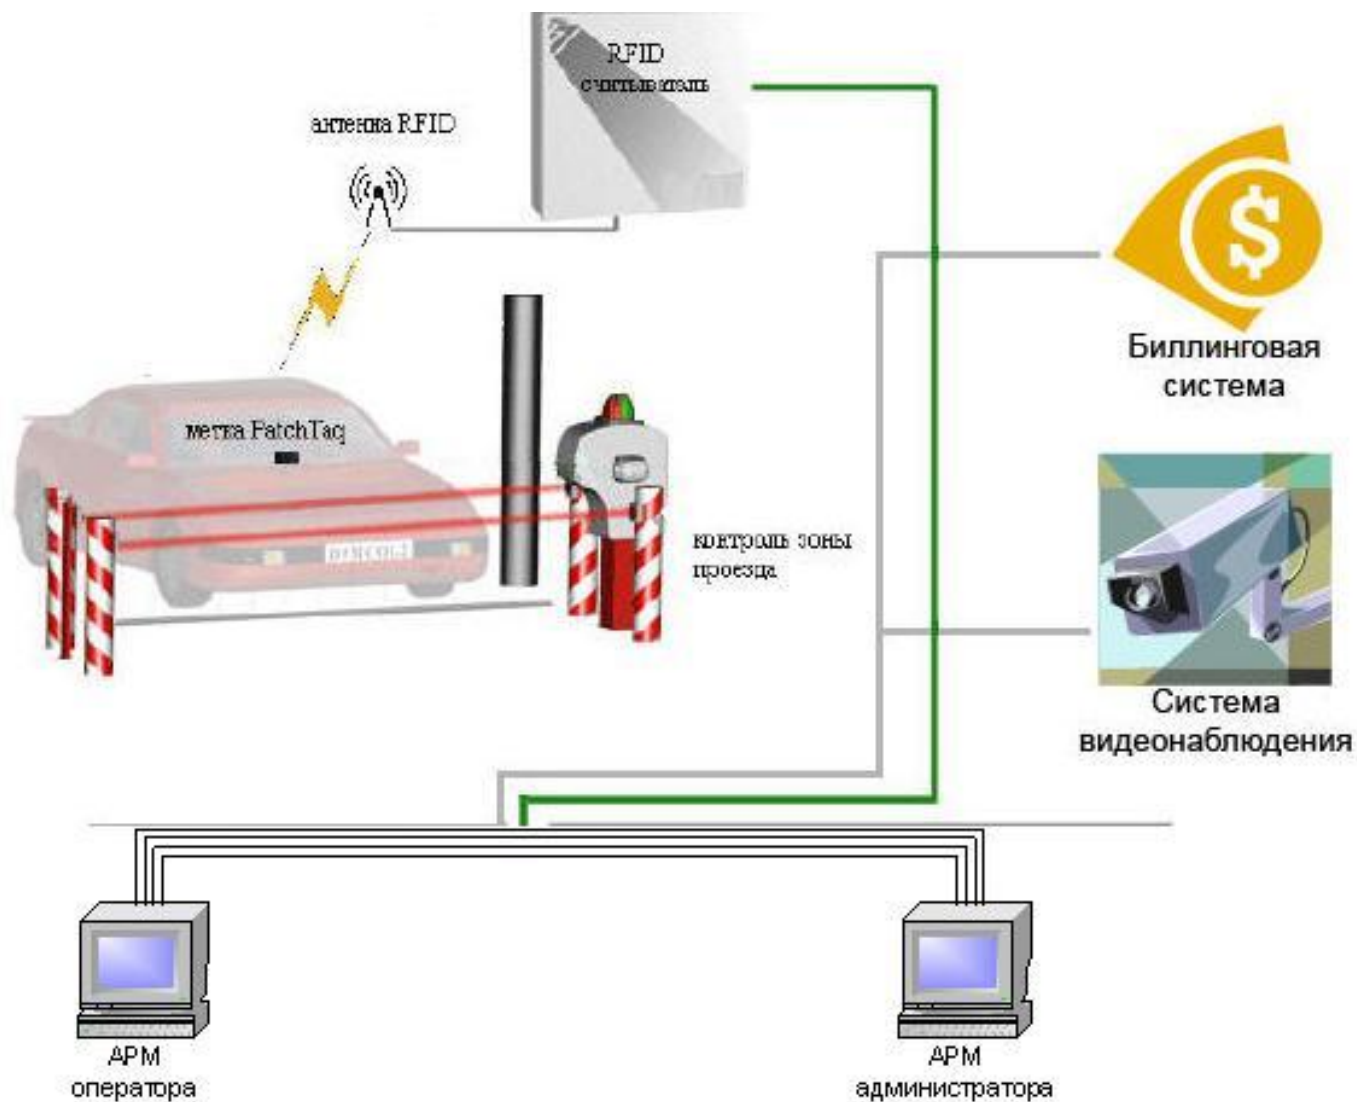 RFID
считыватель
антенна RFID
Биллинговая
система
метка PatchTag
контроль зоны
проезда
Система
видеонаблюдения
АРМ
оператора
АРМ
администратора